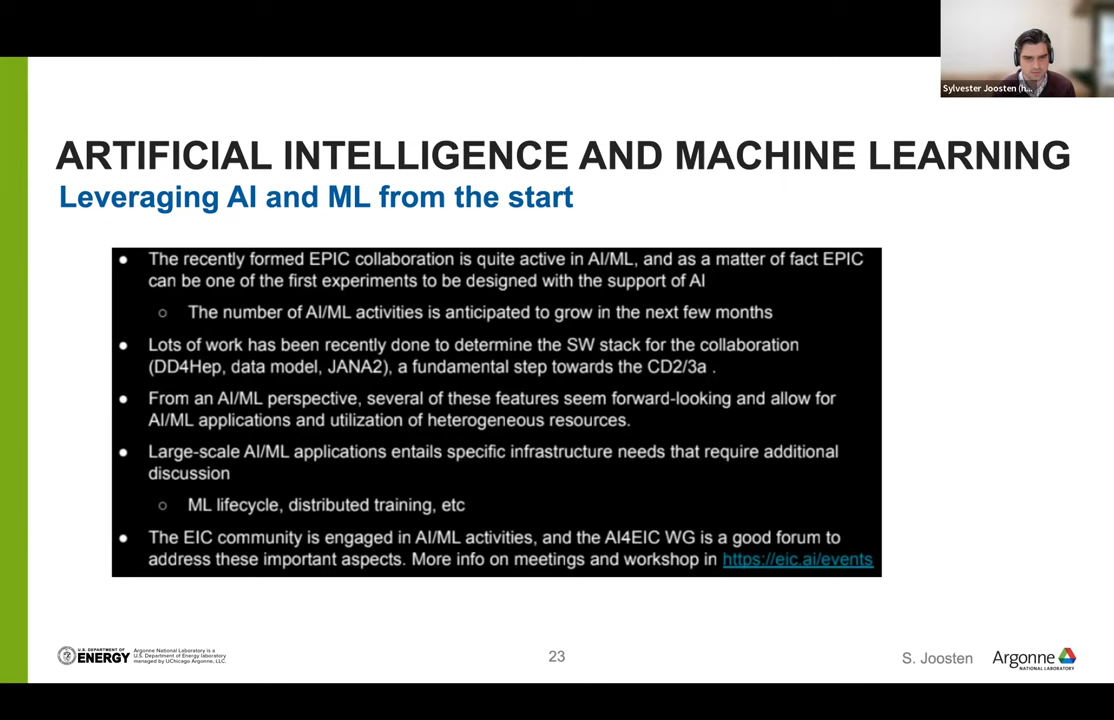 Sylvester Joosten (h...
ARTIFICIAL INTELLIGENCE AND MACHINE LEARNING
Leveraging AI and ML from the start
● The recently formed EPIC collaboration is quite active in AI/ML, and as a matter of fact EPIC
can be one of the first experiments to be designed with the support of AI
○ The number of AI/ML activities is anticipated to grow in the next few months
● Lots of work has been recently done to determine the SW stack for the collaboration
(DD4Hep, data model, JANA2), a fundamental step towards the CD2/3a .
● From an AI/ML perspective, several of these features seem forward-looking and allow for
AI/ML applications and utilization of heterogeneous resources.
● Large-scale AI/ML applications entails specific infrastructure needs that require additional
discussion
○ ML lifecycle, distributed training, etc
● The EIC community is engaged in AI/ML activities, and the AI4EIC WG is a good forum to
address these important aspects. More info on meetings and workshop in https://eic.ai/events
U.S. DEPARTMENT OF
ENERGY
Argonne National Laboratory is a
U.S. Department of Energy laboratory
managed by UChicago Argonne, LLC.
23
S. Joosten
Argonne
NATIONAL LABORATORY